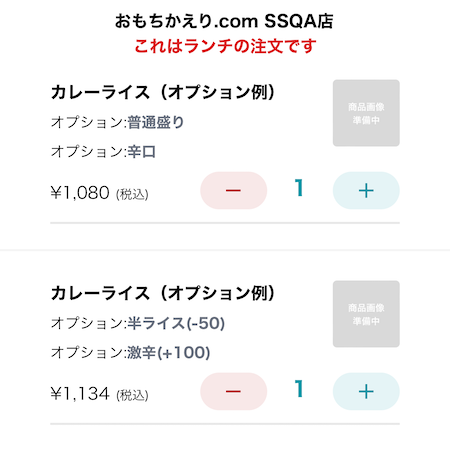 おもちかえり.com SSQA店
これはランチの注文です
カレーライス（オプション例）
商品画像
準備中
オプション:普通盛り
オプション:辛口
¥1,080 (税込)
− 1 +
カレーライス（オプション例）
商品画像
準備中
オプション:半ライス(-50)
オプション:激辛(+100)
¥1,134 (税込)
− 1 +